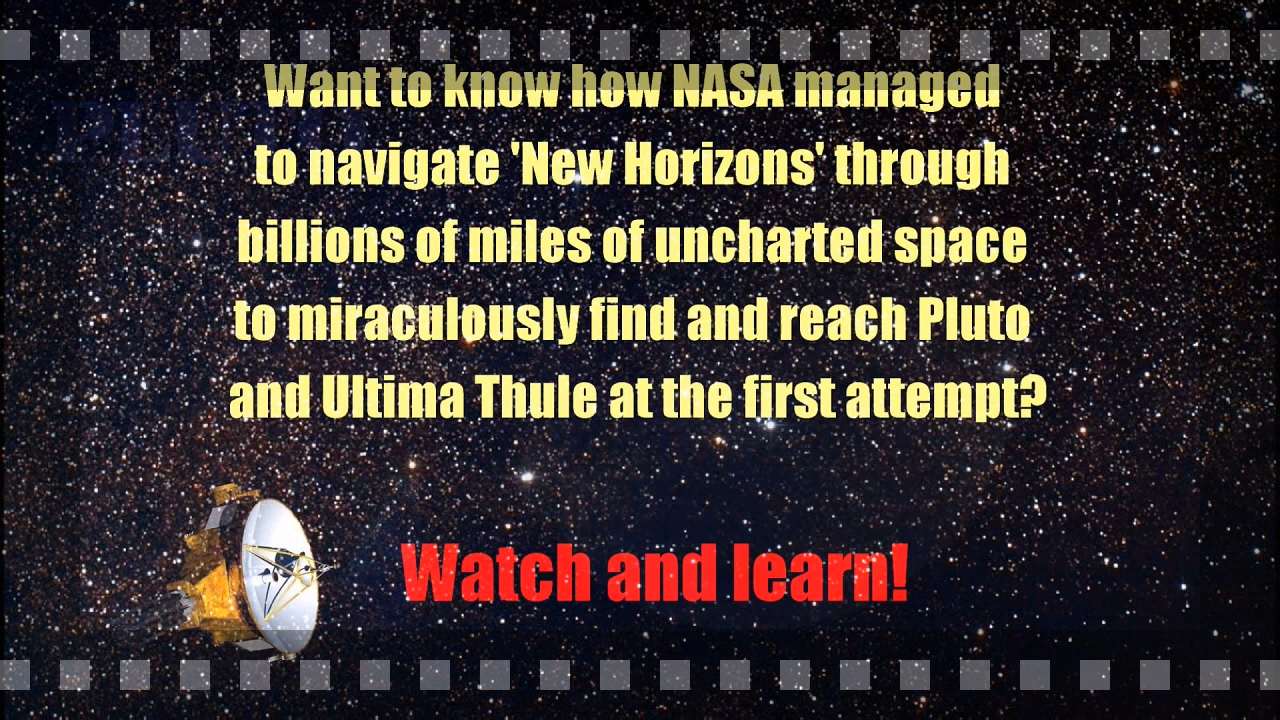 Want to know how NASA managed
to navigate 'New Horizons' through
billions of miles of uncharted space
to miraculously find and reach Pluto
and Ultima Thule at the first attempt?
Watch and learn!